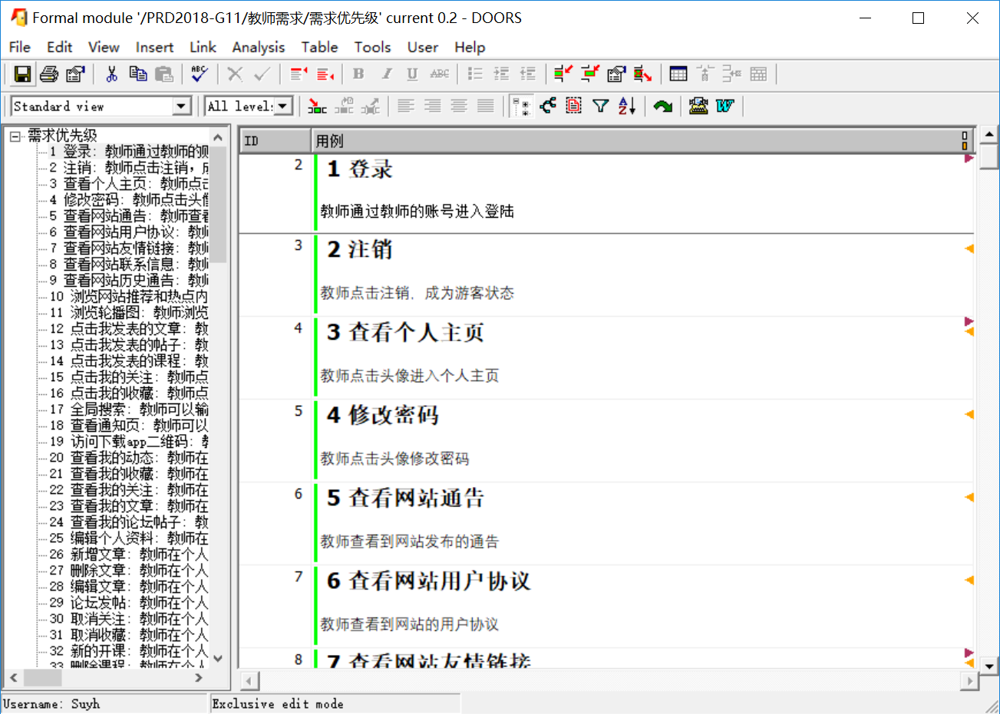 Formal module '/PRD2018-G11/教师需求/需求优先级' current 0.2 - DOORS
File Edit View Insert Link Analysis Table Tools User Help
Standard view All level:
需求优先级
1 登录: 教师通过教师的账
2 注销: 教师点击注销，成
3 查看个人主页: 教师点击
4 修改密码: 教师点击头像
5 查看网站通告: 教师查看
6 查看网站用户协议: 教师
7 查看网站友情链接: 教师
8 查看网站联系信息: 教师
9 查看网站历史通告: 教师
10 浏览网站推荐和热点内
11 浏览轮播图: 教师浏览
12 点击我发表的文章: 教
13 点击我发表的帖子: 教
14 点击我发表的课程: 教
15 点击我的关注: 教师点
16 点击我的收藏: 教师点
17 全局搜索: 教师可以输
18 查看通知页: 教师可以
19 访问下载app二维码: 教
20 查看我的动态: 教师在
21 查看我的收藏: 教师在
22 查看我的关注: 教师在
23 查看我的文章: 教师在
24 查看我的论坛帖子: 教
25 编辑个人资料: 教师在
26 新增文章: 教师在个人
27 删除文章: 教师在个人
28 编辑文章: 教师在个人
29 论坛发帖: 教师在个人
30 取消关注: 教师在个人
31 取消收藏: 教师在个人
32 新的开课: 教师在个人
33 删除课程: 教师在个人
ID 用例
2 1 登录
教师通过教师的账号进入登陆
3 2 注销
教师点击注销，成为游客状态
4 3 查看个人主页
教师点击头像进入个人主页
5 4 修改密码
教师点击头像修改密码
6 5 查看网站通告
教师查看到网站发布的通告
7 6 查看网站用户协议
教师查看到网站的用户协议
8 7 查看网站友情链接
Username: Suyh Exclusive edit mode